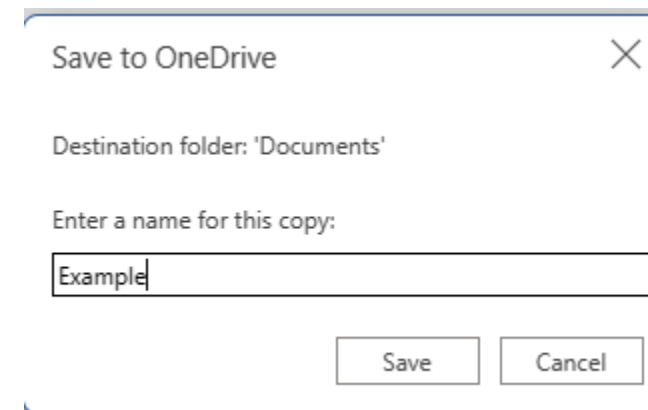 Save to OneDrive
Destination folder: 'Documents'
Enter a name for this copy:
Example
Save Cancel